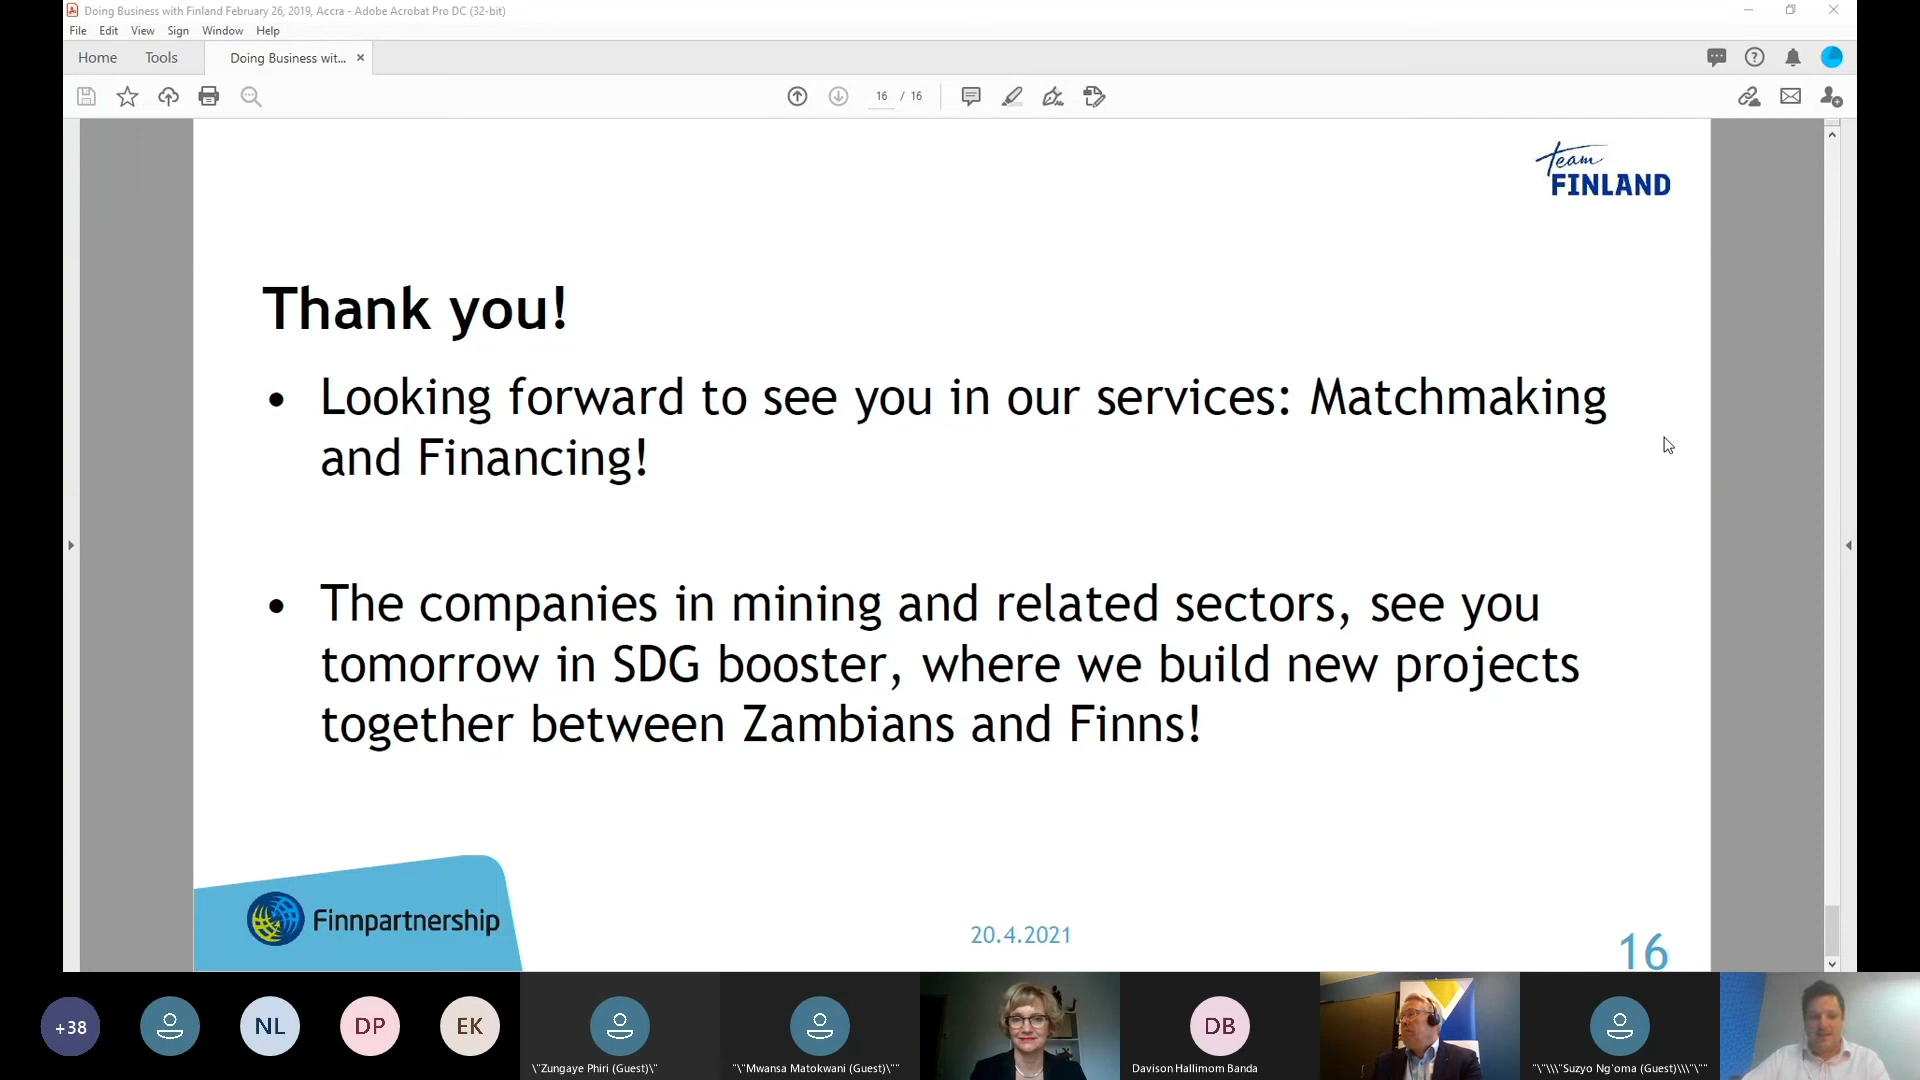 Doing Business with Finland February 26, 2019, Accra - Adobe Acrobat Pro DC (32-bit)
File Edit View Sign Window Help
Home Tools Doing Business wit... ×
16 / 16
Team
FINLAND
Thank you!
• Looking forward to see you in our services: Matchmaking
and Financing!
• The companies in mining and related sectors, see you
tomorrow in SDG booster, where we build new projects
together between Zambians and Finns!
Finnpartnership
20.4.2021
16
+38 NL DP EK DB
\"Zungaye Phiri (Guest)\" "\"Mwansa Matokwani (Guest)\"" Davison Hallimom Banda "\"\\\"Suzyo Ng'oma (Guest)\\\"\""